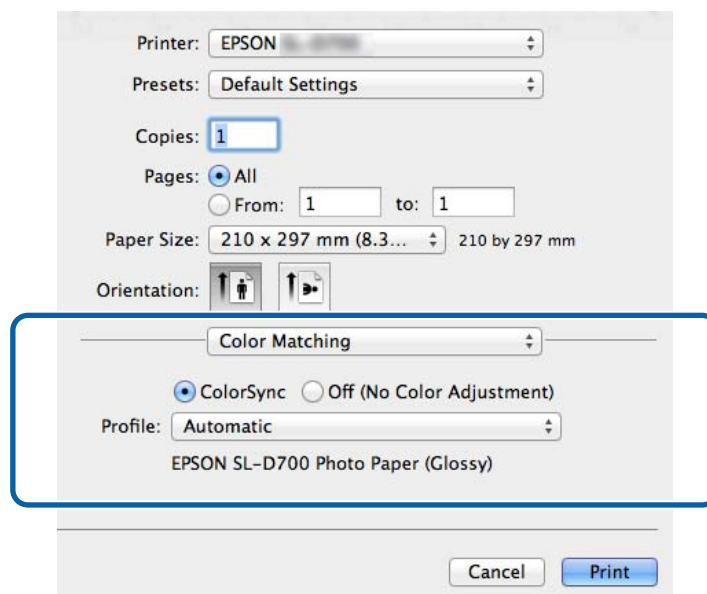 Printer: EPSON
Presets: Default Settings
Copies: 1
Pages: All
From: 1 to: 1
Paper Size: 210 x 297 mm (8.3... 210 by 297 mm
Orientation:
Color Matching
ColorSync Off (No Color Adjustment)
Profile: Automatic
EPSON SL-D700 Photo Paper (Glossy)
Cancel Print